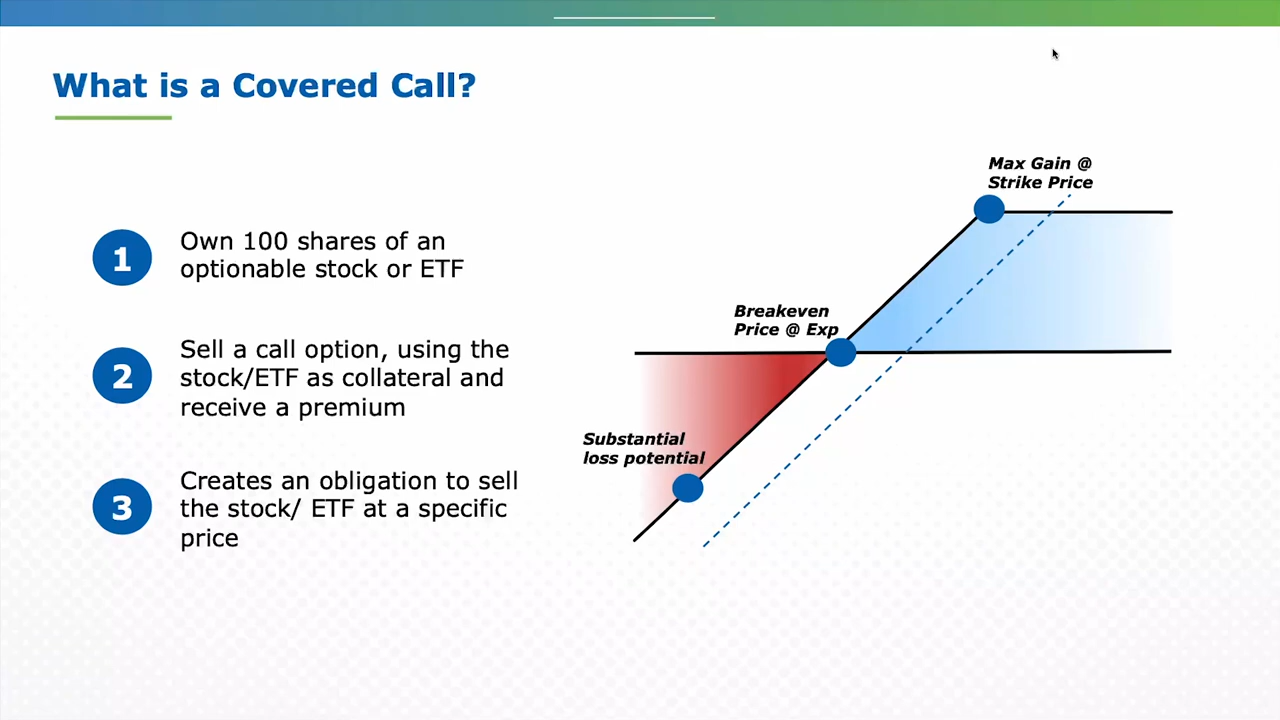 What is a Covered Call?
1
Own 100 shares of an
optionable stock or ETF
2
Sell a call option, using the
stock/ETF as collateral and
receive a premium
3
Creates an obligation to sell
the stock/ ETF at a specific
price
Max Gain @
Strike Price
Breakeven
Price @ Exp
Substantial
loss potential